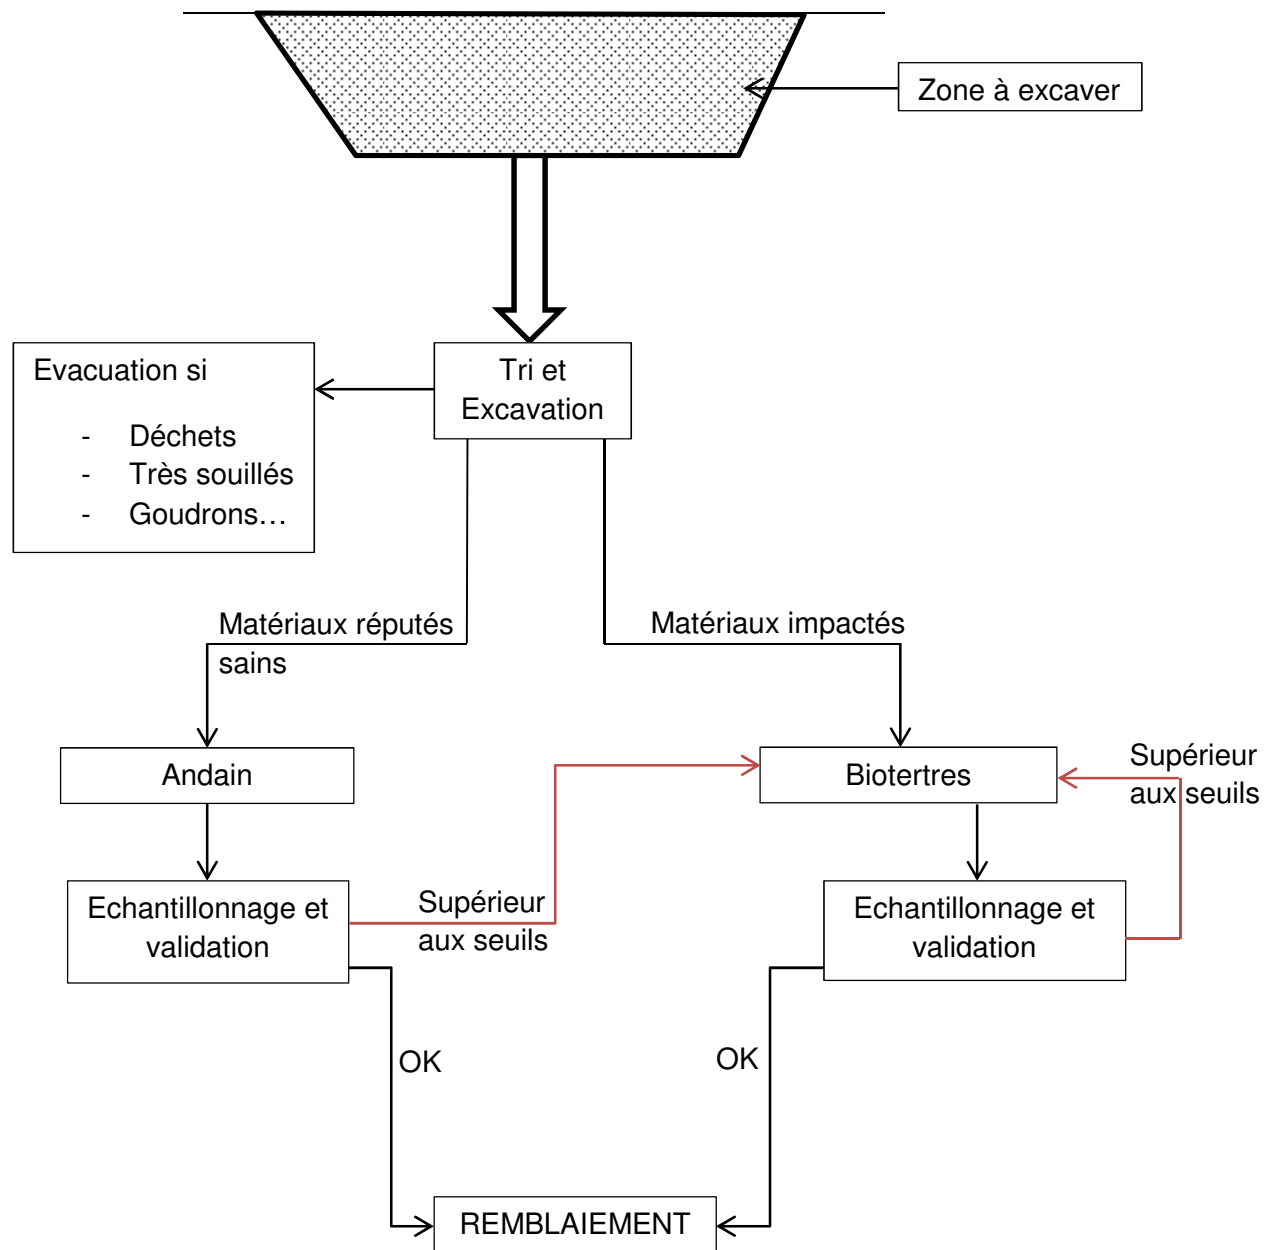 Zone à excaver
Evacuation si
- Déchets
- Très souillés
- Goudrons…
Tri et
Excavation
Matériaux réputés
sains
Matériaux impactés
Andain
Biotertres
Supérieur
aux seuils
Echantillonnage et
validation
Supérieur
aux seuils
Echantillonnage et
validation
OK
OK
REMBLAIEMENT